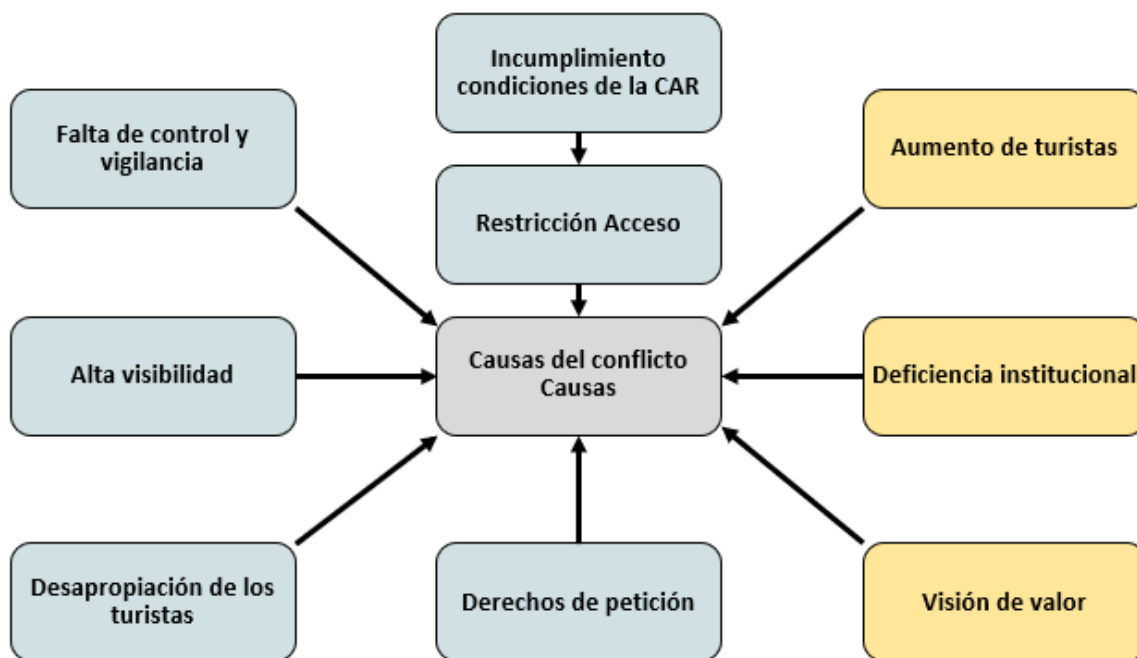 Incumplimiento
condiciones de la CAR
Falta de control y
vigilancia
Aumento de turistas
Restricción Acceso
Alta visibilidad
Causas del conflicto
Causas
Deficiencia institucional
Desapropiación de los
turistas
Derechos de petición
Visión de valor